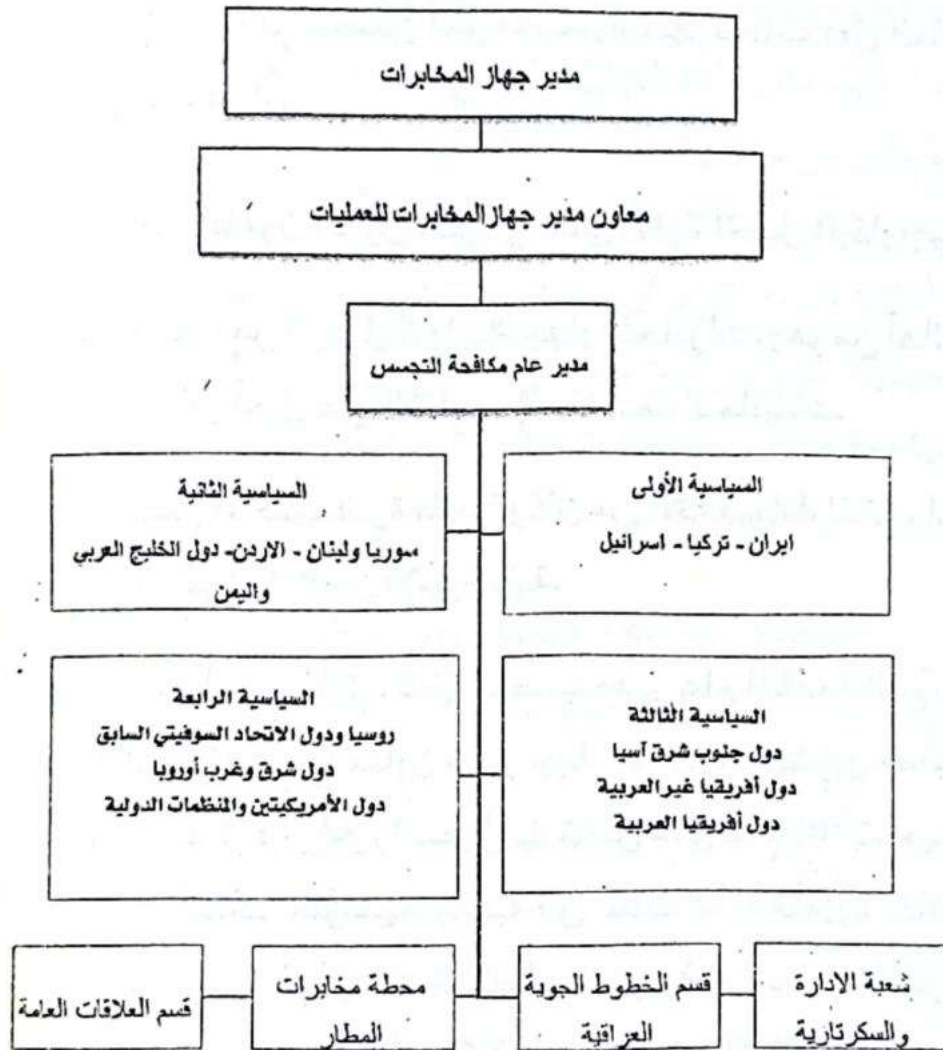 مدير جهاز المخابرات
معاون مدير جهاز المخابرات للعمليات
مدير عام مكافحة التجسس
السياسية الأولى
ايران - تركيا - اسرائيل
السياسية الثانية
سوريا ولبنان - الاردن - دول الخليج العربي
واليمن
السياسية الثالثة
دول جنوب شرق آسيا
دول أفريقيا غير العربية
دول أفريقيا العربية
السياسية الرابعة
روسيا ودول الاتحاد السوفيتي السابق
دول شرق وغرب أوروبا
دول الأمريكيتين والمنظمات الدولية
شعبة الادارة
والسكرتارية
قسم الخطوط الجوية
العراقية
محطة مخابرات
المطار
قسم العلاقات العامة